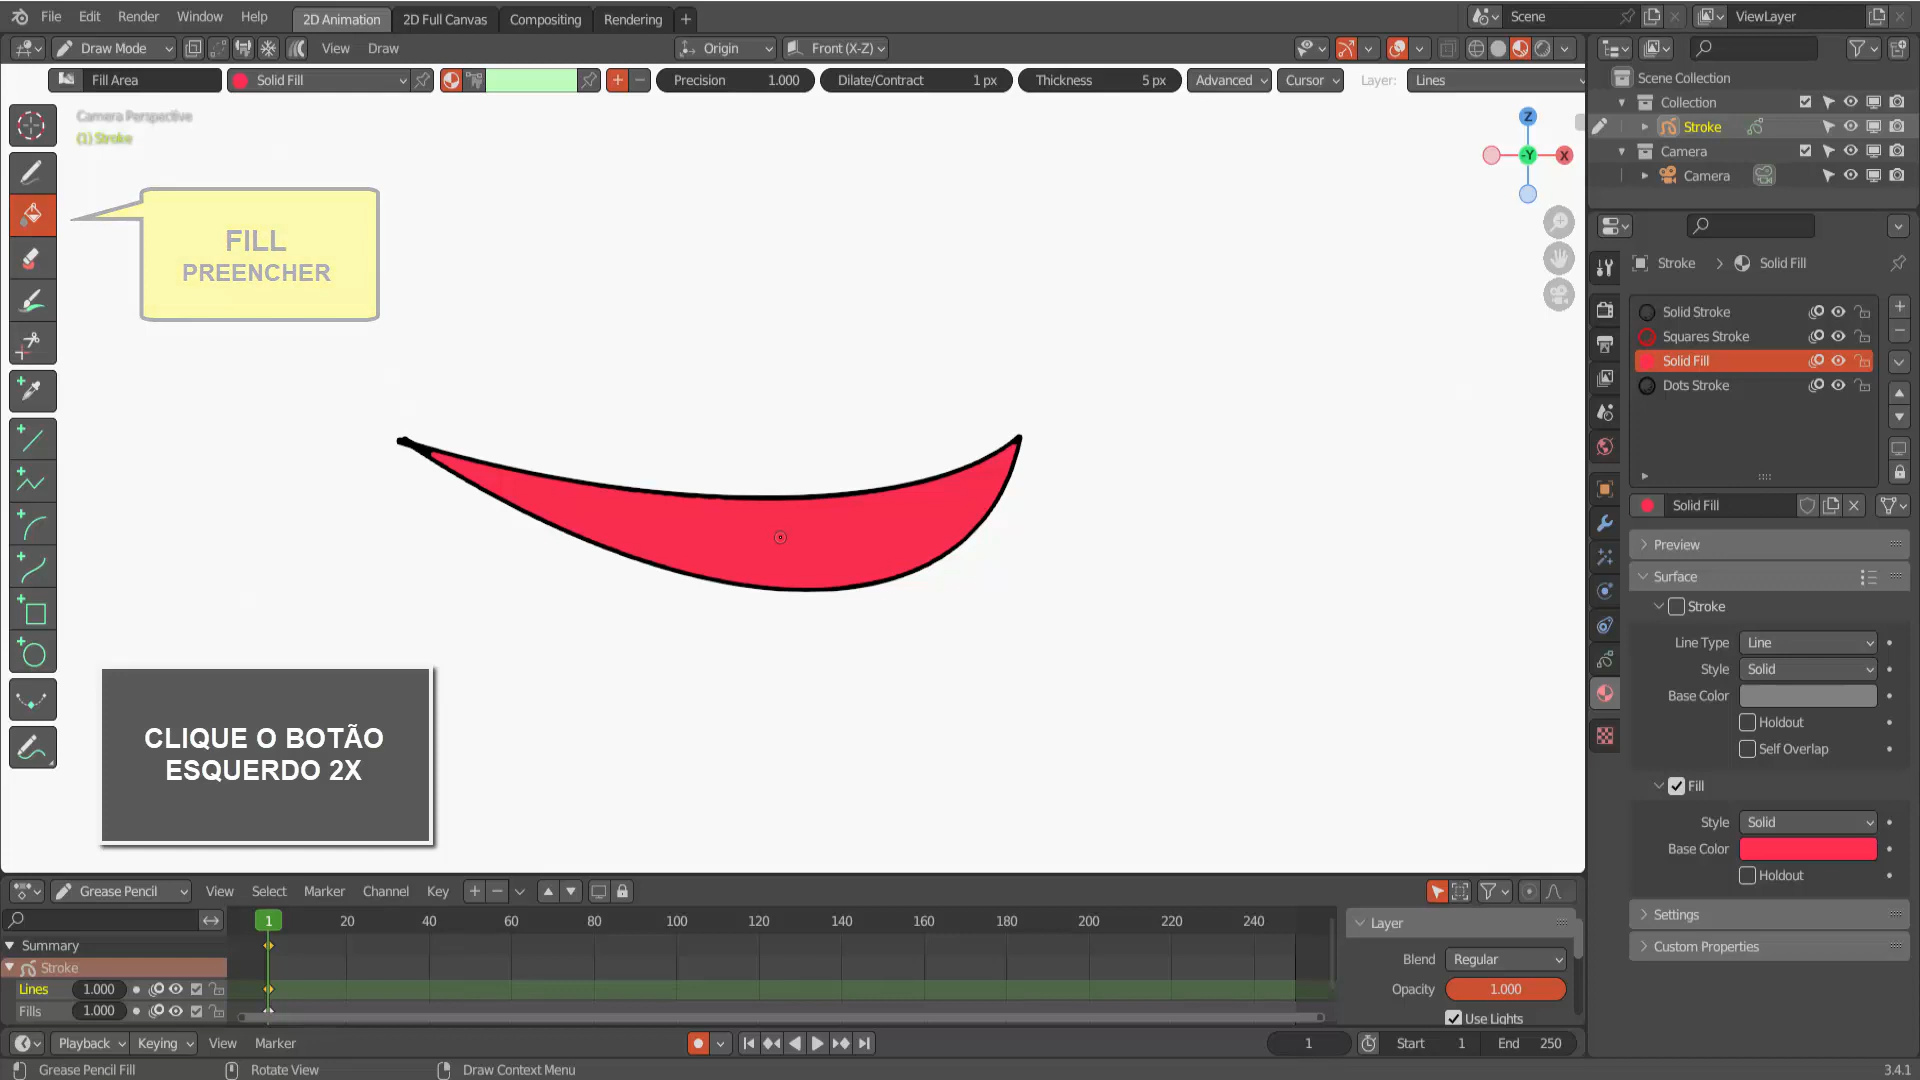 File Edit Render Window Help 2D Animation 2D Full Canvas Compositing Rendering + Scene ViewLayer
Draw Mode View Draw Origin Front (X-Z)
Fill Area Solid Fill Precision 1.000 Dilate/Contract 1 px Thickness 5 px Advanced Cursor Layer: Lines
Scene Collection
Collection
Stroke
Camera
Camera
Camera Perspective
(1) Stroke
Z
-Y
X
FILL
PREENCHER
CLIQUE O BOTÃO
ESQUERDO 2X
Stroke > Solid Fill
Solid Stroke
Squares Stroke
Solid Fill
Dots Stroke
Solid Fill
Preview
Surface
Stroke
Line Type Line
Style Solid
Base Color
Holdout
Self Overlap
Fill
Style Solid
Base Color
Holdout
Settings
Custom Properties
Grease Pencil View Select Marker Channel Key
1 20 40 60 80 100 120 140 160 180 200 220 240
Summary
Stroke
Lines 1.000
Fills 1.000
Layer
Blend Regular
Opacity 1.000
Use Lights
Playback Keying View Marker 1 Start 1 End 250
Grease Pencil Fill Rotate View Draw Context Menu 3.4.1